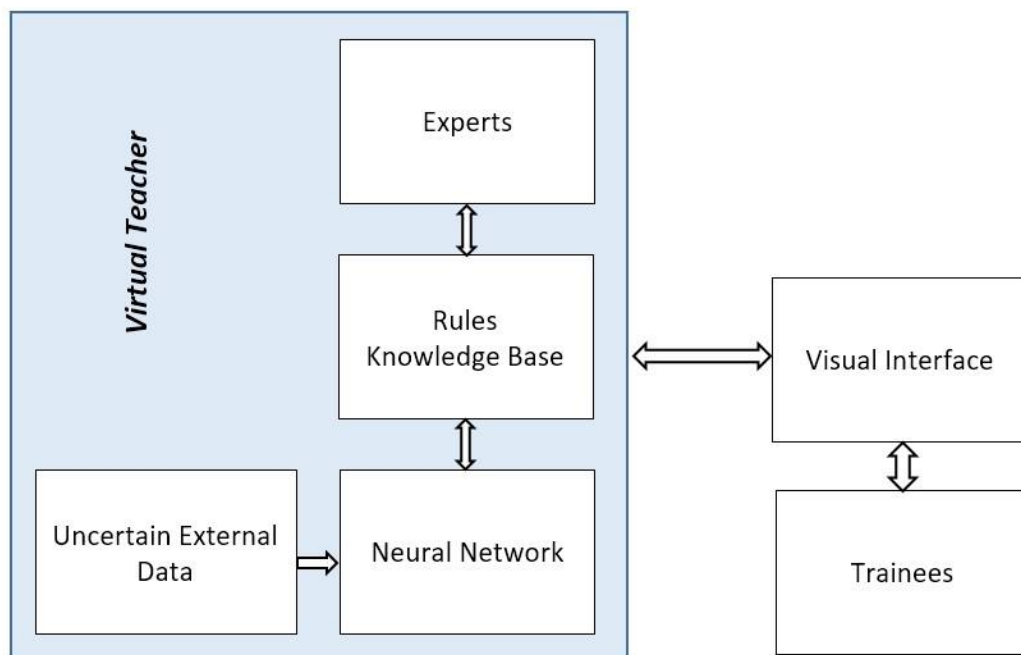 Virtual Teacher
Experts
Rules
Knowledge Base
Visual Interface
Uncertain External
Data
Neural Network
Trainees